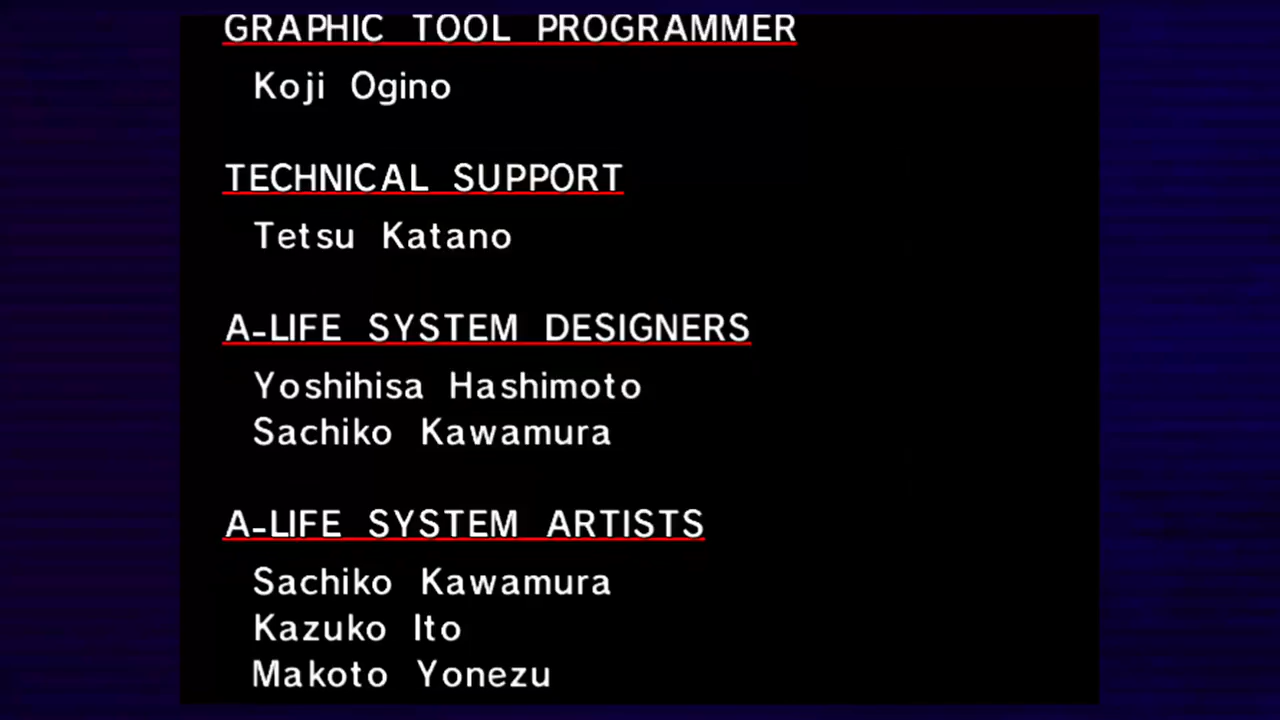 GRAPHIC TOOL PROGRAMMER
Koji Ogino
TECHNICAL SUPPORT
Tetsu Katano
A-LIFE SYSTEM DESIGNERS
Yoshihisa Hashimoto
Sachiko Kawamura
A-LIFE SYSTEM ARTISTS
Sachiko Kawamura
Kazuko Ito
Makoto Yonezu